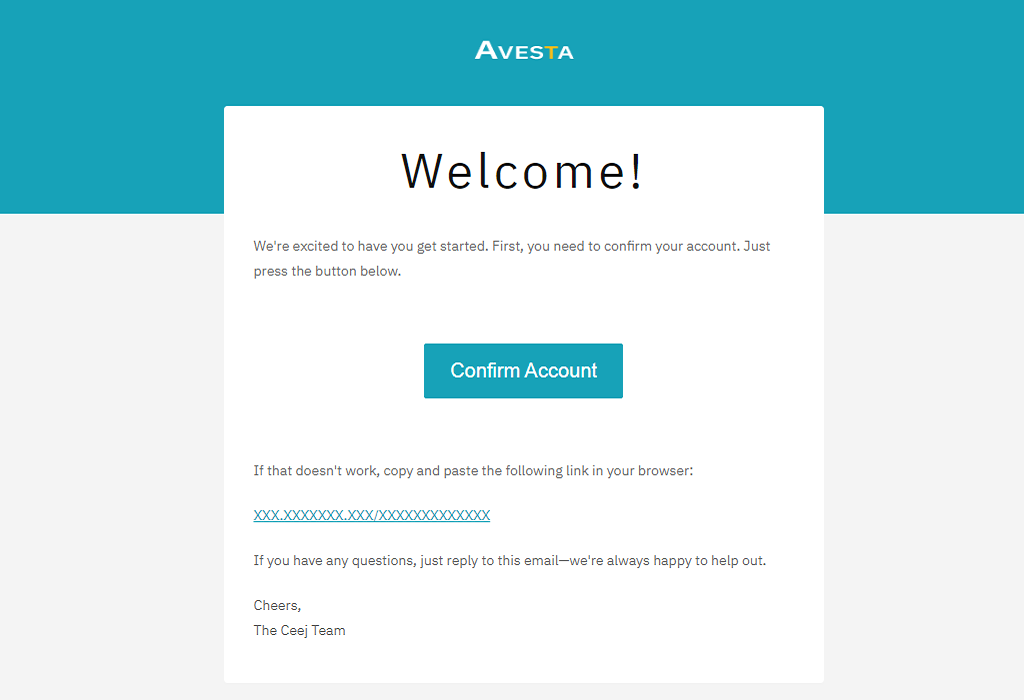 AVESTA
Welcome!
We're excited to have you get started. First, you need to confirm your account. Just
press the button below.
Confirm Account
If that doesn't work, copy and paste the following link in your browser:
XXX.XXXXXXX.XXX/XXXXXXXXXXXXX
If you have any questions, just reply to this email—we're always happy to help out.
Cheers,
The Ceej Team